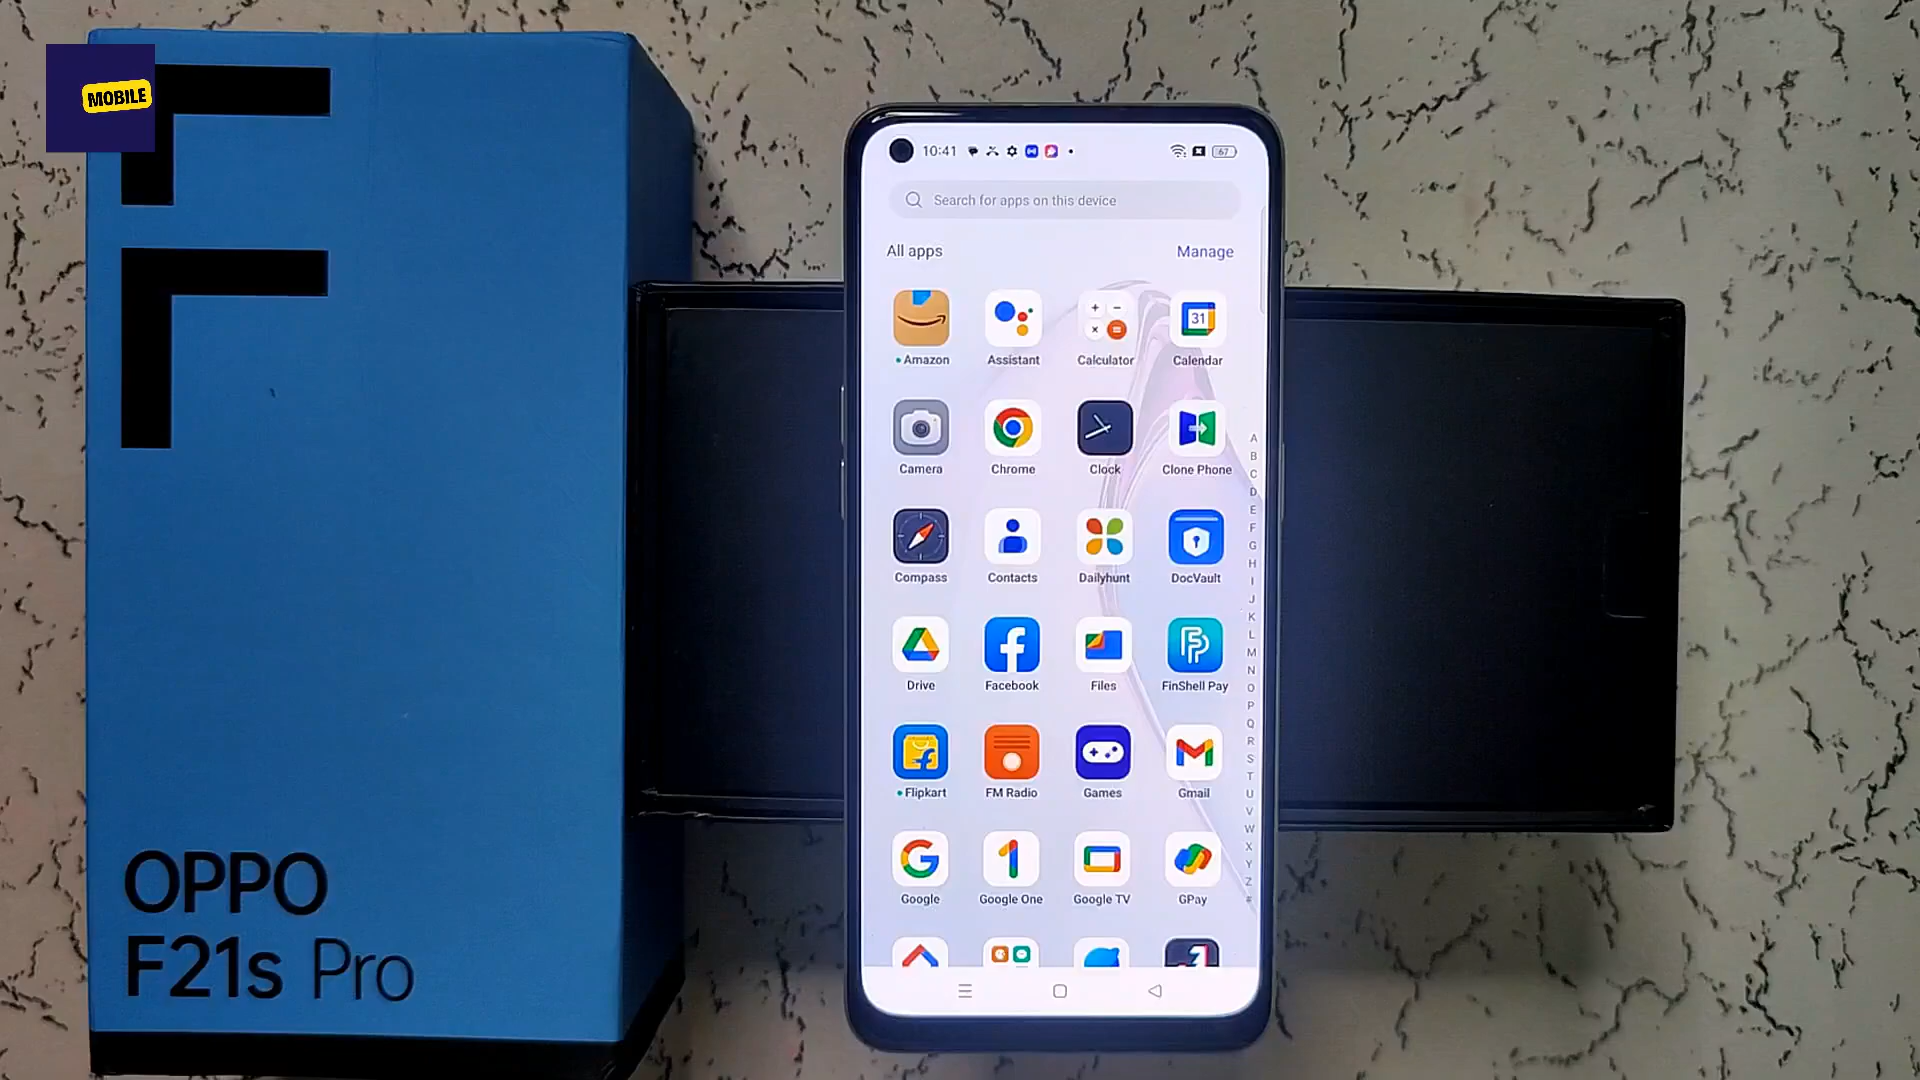 MOBILE
OPPO
F21s Pro
10:41
67
Search for apps on this device
All apps
Manage
31
Amazon
Assistant
Calculator
Calendar
Camera
Chrome
Clock
Clone Phone
Compass
Contacts
Dailyhunt
DocVault
Drive
Facebook
Files
FinShell Pay
Flipkart
FM Radio
Games
Gmail
Google
Google One
Google TV
GPay
A
B
C
D
E
F
G
H
I
J
K
L
M
N
O
P
Q
R
S
T
U
V
W
X
Y
Z
#